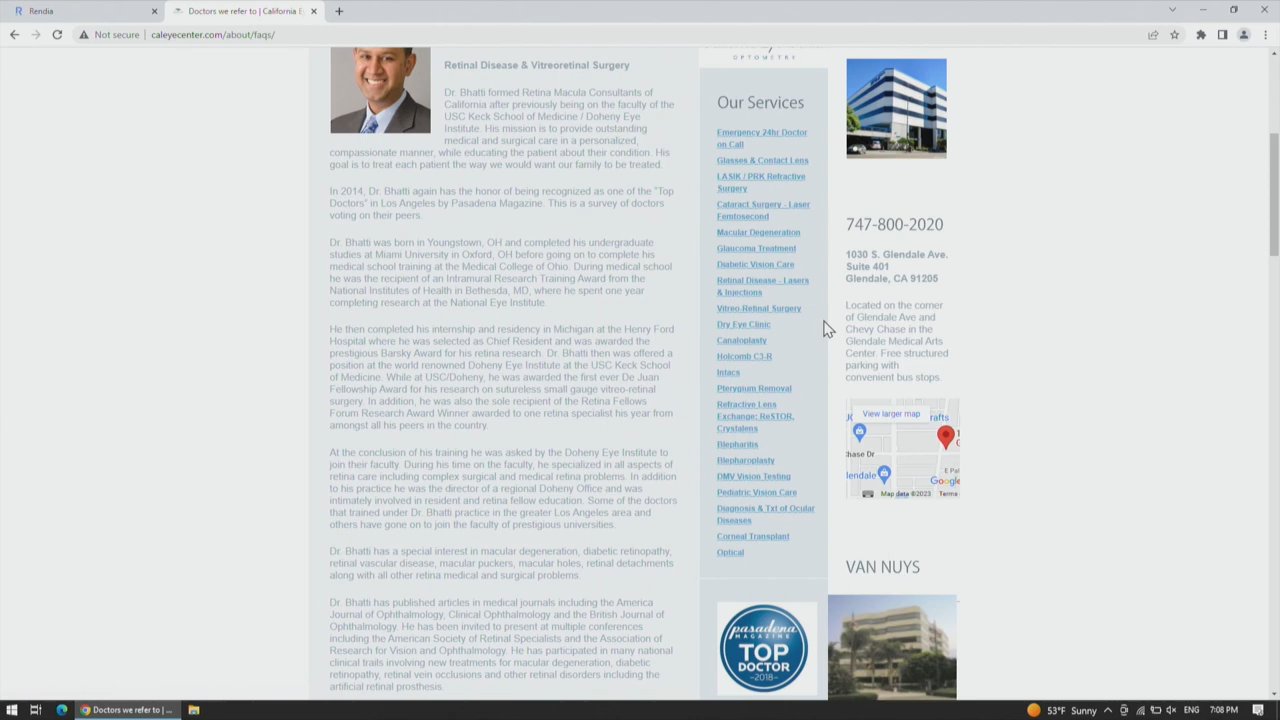 Rendia
Doctors we refer to | California E
Not secure
caleyecenter.com/about/faqs/
Retinal Disease & Vitreoretinal Surgery
Dr. Bhatti formed Retina Macula Consultants of
California after previously being on the faculty of the
USC Keck School of Medicine / Doheny Eye
Institute. His mission is to provide outstanding
medical and surgical care in a personalized,
compassionate manner, while educating the patient about their condition. His
goal is to treat each patient the way we would want our family to be treated.
In 2014, Dr. Bhatti again has the honor of being recognized as one of the "Top
Doctors" in Los Angeles by Pasadena Magazine. This is a survey of doctors
voting on their peers.
Dr. Bhatti was born in Youngstown, OH and completed his undergraduate
studies at Miami University in Oxford, OH before going on to complete his
medical school training at the Medical College of Ohio. During medical school
he was the recipient of an Intramural Research Training Award from the
National Institutes of Health in Bethesda, MD, where he spent one year
completing research at the National Eye Institute.
He then completed his internship and residency in Michigan at the Henry Ford
Hospital where he was selected as Chief Resident and was awarded the
prestigious Barsky Award for his retina research. Dr. Bhatti then was offered a
position at the world renowned Doheny Eye Institute at the USC Keck School
of Medicine. While at USC/Doheny, he was awarded the first ever De Juan
Fellowship Award for his research on sutureless small gauge vitreo-retinal
surgery. In addition, he was also the sole recipient of the Retina Fellows
Forum Research Award Winner awarded to one retina specialist his year from
amongst all his peers in the country.
At the conclusion of his training he was asked by the Doheny Eye Institute to
join their faculty. During his time on the faculty, he specialized in all aspects of
retina care including complex surgical and medical retina problems. In addition
to his practice he was the director of a regional Doheny Office and was
intimately involved in resident and retina fellow education. Some of the doctors
that trained under Dr. Bhatti practice in the greater Los Angeles area and
others have gone on to join the faculty of prestigious universities.
Dr. Bhatti has a special interest in macular degeneration, diabetic retinopathy,
retinal vascular disease, macular puckers, macular holes, retinal detachments
along with all other retina medical and surgical problems.
Dr. Bhatti has published articles in medical journals including the America
Journal of Ophthalmology, Clinical Ophthalmology and the British Journal of
Ophthalmology. He has been invited to present at multiple conferences
including the American Society of Retinal Specialists and the Association of
Research for Vision and Ophthalmology. He has participated in many national
clinical trails involving new treatments for macular degeneration, diabetic
retinopathy, retinal vein occlusions and other retinal disorders including the
artificial retinal prosthesis.
OPTOMETRY
Our Services
Emergency 24hr Doctor
on Call
Glasses & Contact Lens
LASIK / PRK Refractive
Surgery
Cataract Surgery - Laser
Femtosecond
Macular Degeneration
Glaucoma Treatment
Diabetic Vision Care
Retinal Disease - Lasers
& Injections
Vitreo-Retinal Surgery
Dry Eye Clinic
Canaloplasty
Holcomb C3-R
Intacs
Pterygium Removal
Refractive Lens
Exchange; ReSTOR,
Crystalens
Blepharitis
Blepharoplasty
DMV Vision Testing
Pediatric Vision Care
Diagnosis & Txt of Ocular
Diseases
Corneal Transplant
Optical
pasadena
MAGAZINE
TOP
DOCTOR
-2018-
747-800-2020
1030 S. Glendale Ave.
Suite 401
Glendale, CA 91205
Located on the corner
of Glendale Ave and
Chevy Chase in the
Glendale Medical Arts
Center. Free structured
parking with
convenient bus stops.
View larger map
rafts
hase Dr
lendale
E Pal
Google
Map data ©2023
Terms
VAN NUYS
Doctors we refer to | ...
53°F Sunny
ENG
7:08 PM